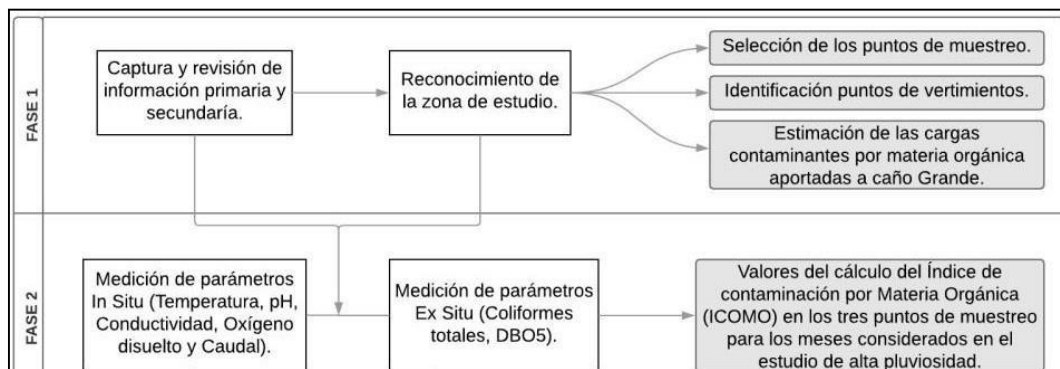 FASE 1
Captura y revisión de
información primaria y
secundaría.
Reconocimiento de
la zona de estudio.
Selección de los puntos de muestreo.
Identificación puntos de vertimientos.
Estimación de las cargas
contaminantes por materia orgánica
aportadas a caño Grande.
FASE 2
Medición de parámetros
In Situ (Temperatura, pH,
Conductividad, Oxígeno
disuelto y Caudal).
Medición de parámetros
Ex Situ (Coliformes
totales, DBO5).
Valores del cálculo del Índice de
contaminación por Materia Orgánica
(ICOMO) en los tres puntos de muestreo
para los meses considerados en el
estudio de alta pluviosidad.